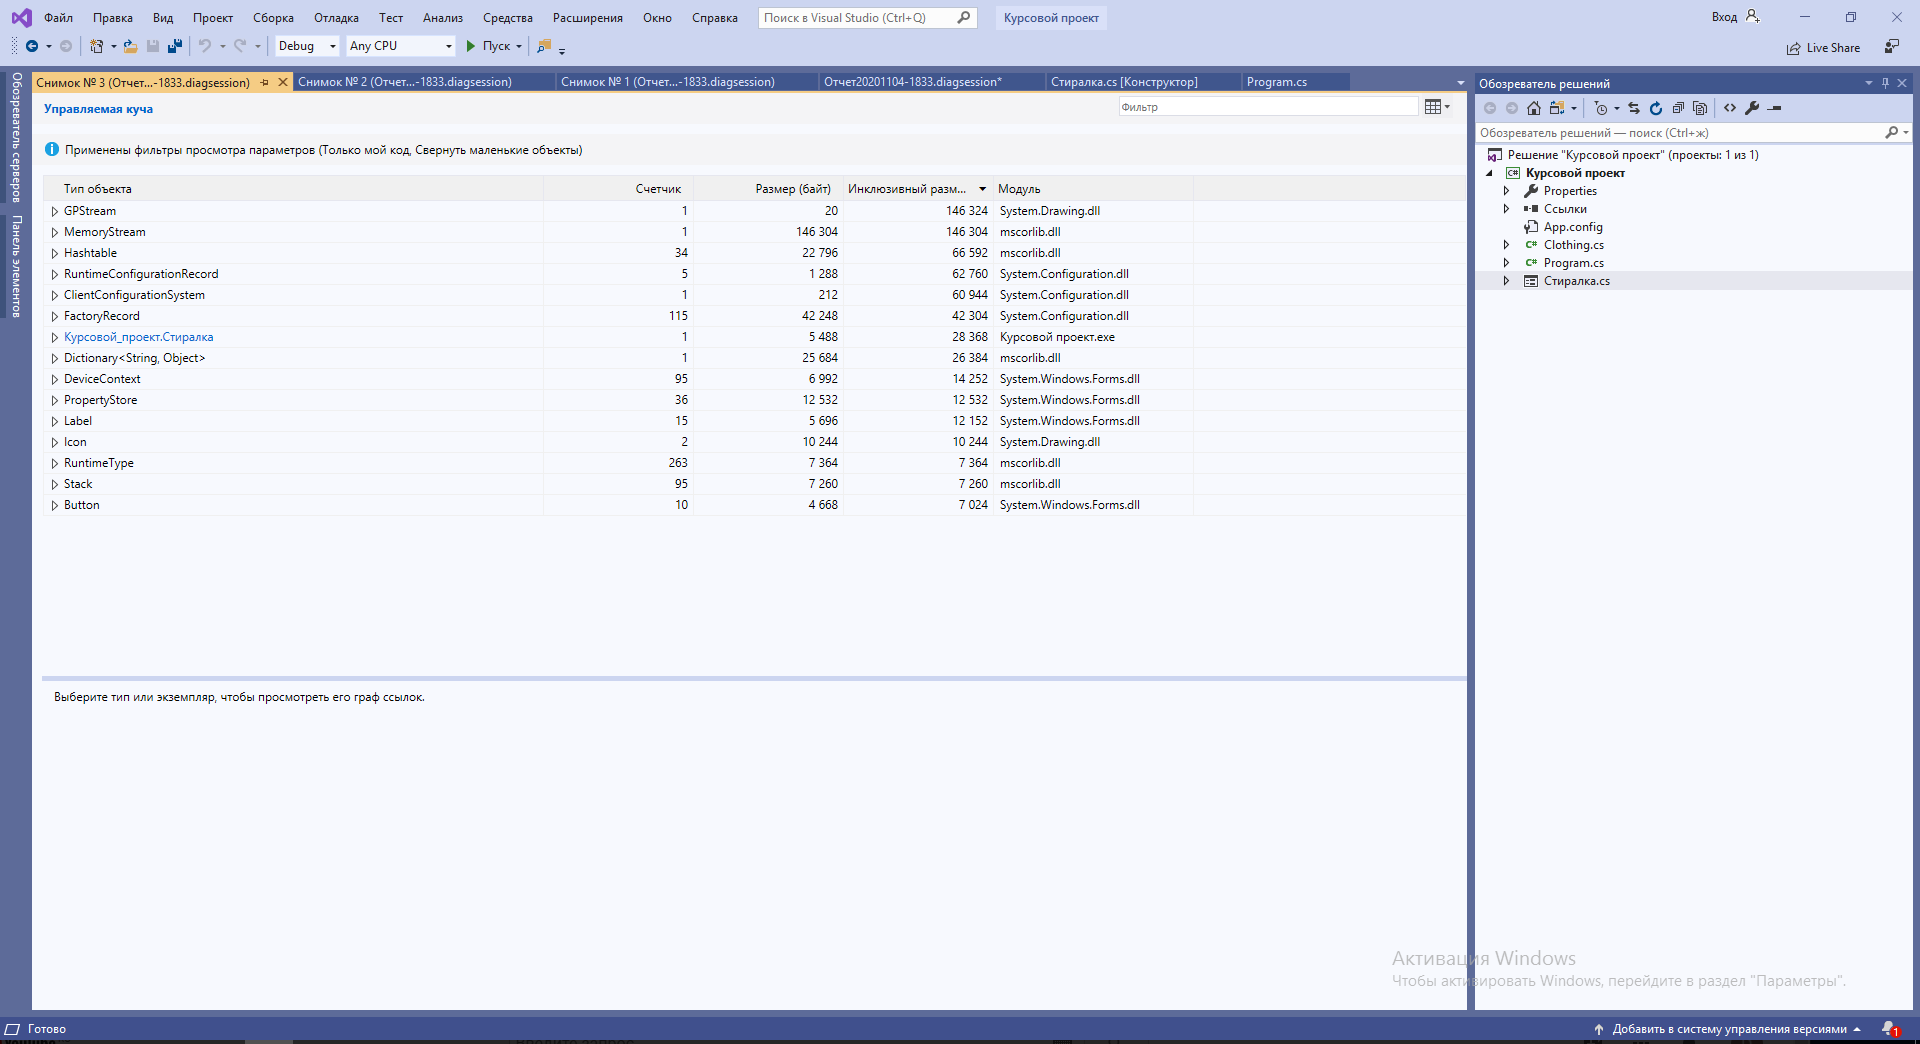 Файл Правка Вид Проект Сборка Отладка Тест Анализ Средства Расширения Окно Справка Поиск в Visual Studio (Ctrl+Q) Курсовой проект Вход
Debug Any CPU Пуск Live Share
Обозреватель серверов
Панель элементов
Снимок № 3 (Отчет...-1833.diagsession) Снимок № 2 (Отчет...-1833.diagsession) Снимок № 1 (Отчет...-1833.diagsession) Отчет20201104-1833.diagsession* Стиралка.cs [Конструктор] Program.cs
Управляемая куча Фильтр
Применены фильтры просмотра параметров (Только мой код, Свернуть маленькие объекты)
Тип объекта Счетчик Размер (байт) Инклюзивный разм... Модуль
GPStream 1 20 146 324 System.Drawing.dll
MemoryStream 1 146 304 146 304 mscorlib.dll
Hashtable 34 22 796 66 592 mscorlib.dll
RuntimeConfigurationRecord 5 1 288 62 760 System.Configuration.dll
ClientConfigurationSystem 1 212 60 944 System.Configuration.dll
FactoryRecord 115 42 248 42 304 System.Configuration.dll
Курсовой_проект.Стиралка 1 5 488 28 368 Курсовой проект.exe
Dictionary<String, Object> 1 25 684 26 384 mscorlib.dll
DeviceContext 95 6 992 14 252 System.Windows.Forms.dll
PropertyStore 36 12 532 12 532 System.Windows.Forms.dll
Label 15 5 696 12 152 System.Windows.Forms.dll
Icon 2 10 244 10 244 System.Drawing.dll
RuntimeType 263 7 364 7 364 mscorlib.dll
Stack 95 7 260 7 260 mscorlib.dll
Button 10 4 668 7 024 System.Windows.Forms.dll
Выберите тип или экземпляр, чтобы просмотреть его граф ссылок.
Обозреватель решений
Обозреватель решений — поиск (Ctrl+ж)
Решение "Курсовой проект" (проекты: 1 из 1)
C# Курсовой проект
Properties
Ссылки
App.config
C# Clothing.cs
C# Program.cs
Стиралка.cs
Активация Windows
Чтобы активировать Windows, перейдите в раздел "Параметры".
Готово Добавить в систему управления версиями 1